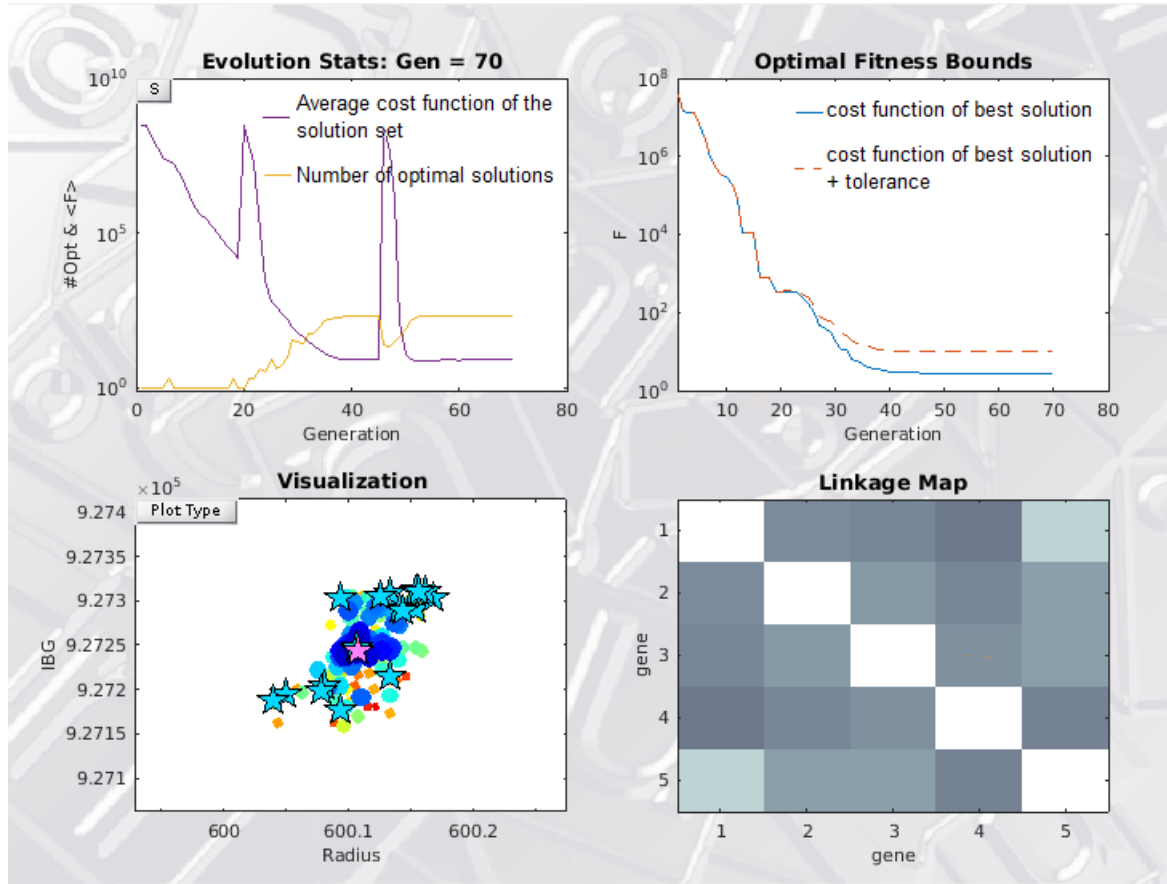 Evolution Stats: Gen = 70
10^10
S
Average cost function of the
solution set
Number of optimal solutions
#Opt & <F>
10^5
10^0
0 20 40 60 80
Generation
Optimal Fitness Bounds
10^8
cost function of best solution
cost function of best solution
+ tolerance
10^6
F
10^4
10^2
10^0
10 20 30 40 50 60 70 80
Generation
Visualization
×10^5
Plot Type
9.274
9.2735
9.273
IBG
9.2725
9.272
9.2715
9.271
600 600.1 600.2
Radius
Linkage Map
1
2
gene
3
4
5
1 2 3 4 5
gene